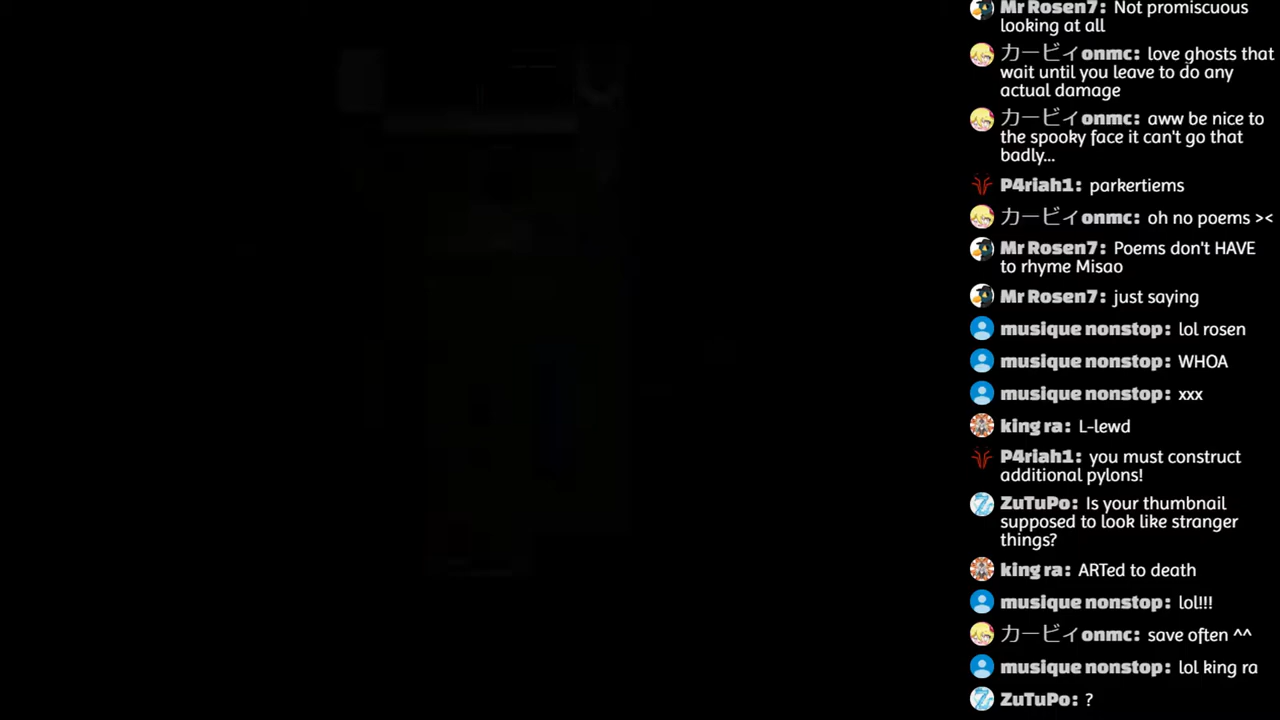 Mr Rosen7: Not promiscuous
looking at all
カービィonmc: love ghosts that
wait until you leave to do any
actual damage
カービィonmc: aww be nice to
the spooky face it can't go that
badly...
P4riah1: parkertiems
カービィonmc: oh no poems ><
Mr Rosen7: Poems don't HAVE
to rhyme Misao
Mr Rosen7: just saying
musique nonstop: lol rosen
musique nonstop: WHOA
musique nonstop: xxx
king ra: L-lewd
P4riah1: you must construct
additional pylons!
ZuTuPo: Is your thumbnail
supposed to look like stranger
things?
king ra: ARTed to death
musique nonstop: lol!!!
カービィonmc: save often ^^
musique nonstop: lol king ra
ZuTuPo: ?